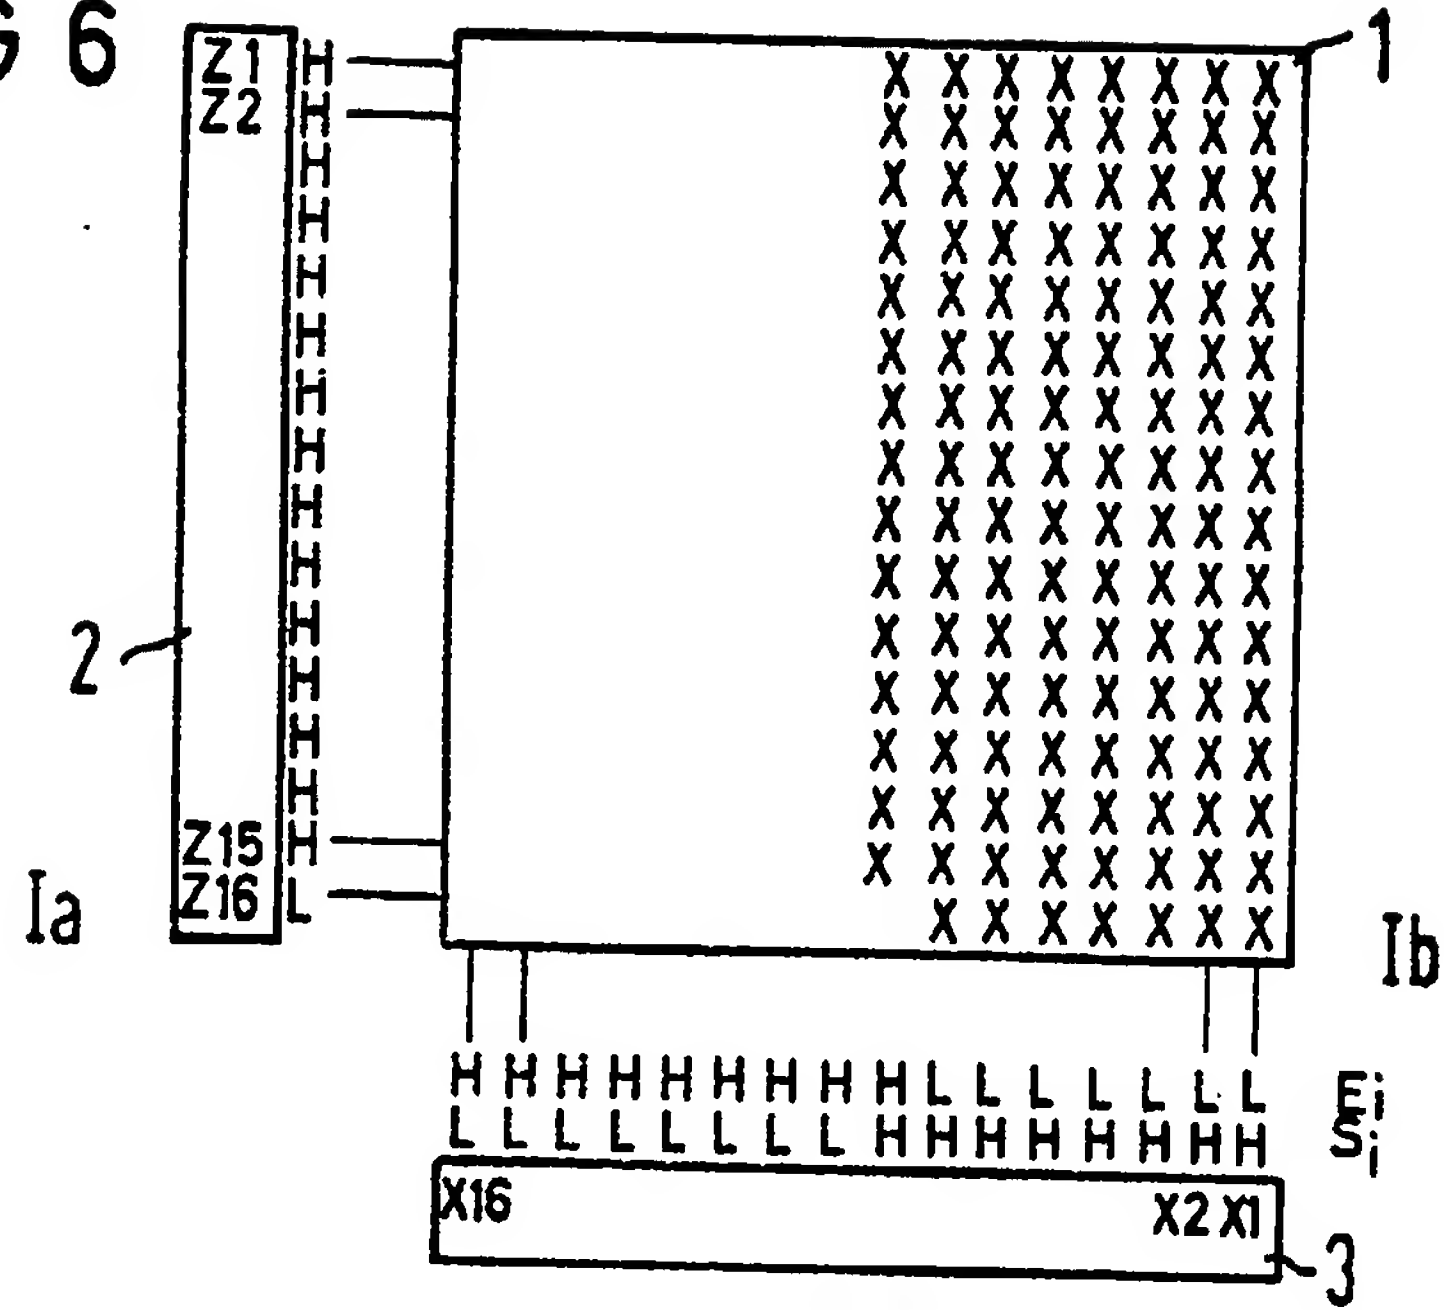 G 6
Z1 H X X X X X X X X 1
Z2 H X X X X X X X X
H X X X X X X X X
H X X X X X X X X
H X X X X X X X X
H X X X X X X X X
H X X X X X X X X
H X X X X X X X X
H X X X X X X X X
H X X X X X X X X
H X X X X X X X X
2 H X X X X X X X X
H X X X X X X X X
H X X X X X X X X
Z15 H X X X X X X X X
Ia Z16 L X X X X X X X Ib
H H H H H H H H H L L L L L L L Ei
L L L L L L L L H H H H H H H H Si
X16 X2 X1
3